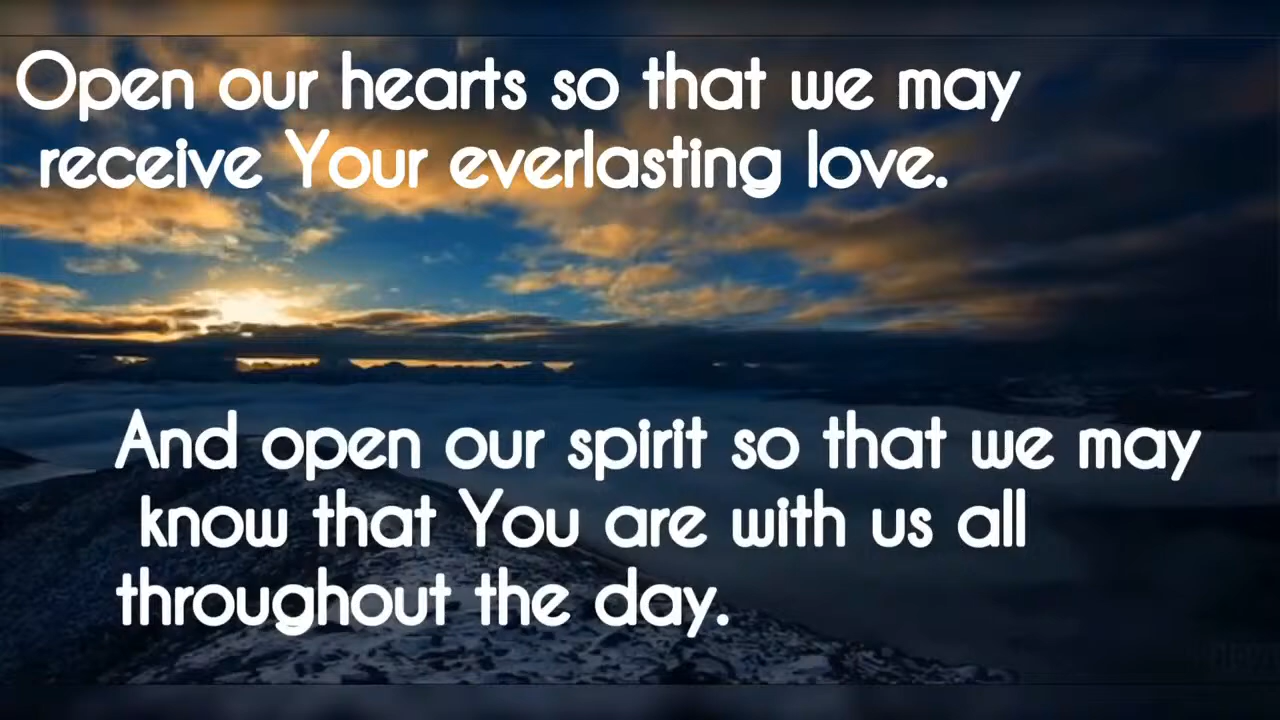 Open our hearts so that we may
receive Your everlasting love.
And open our spirit so that we may
know that You are with us all
throughout the day.